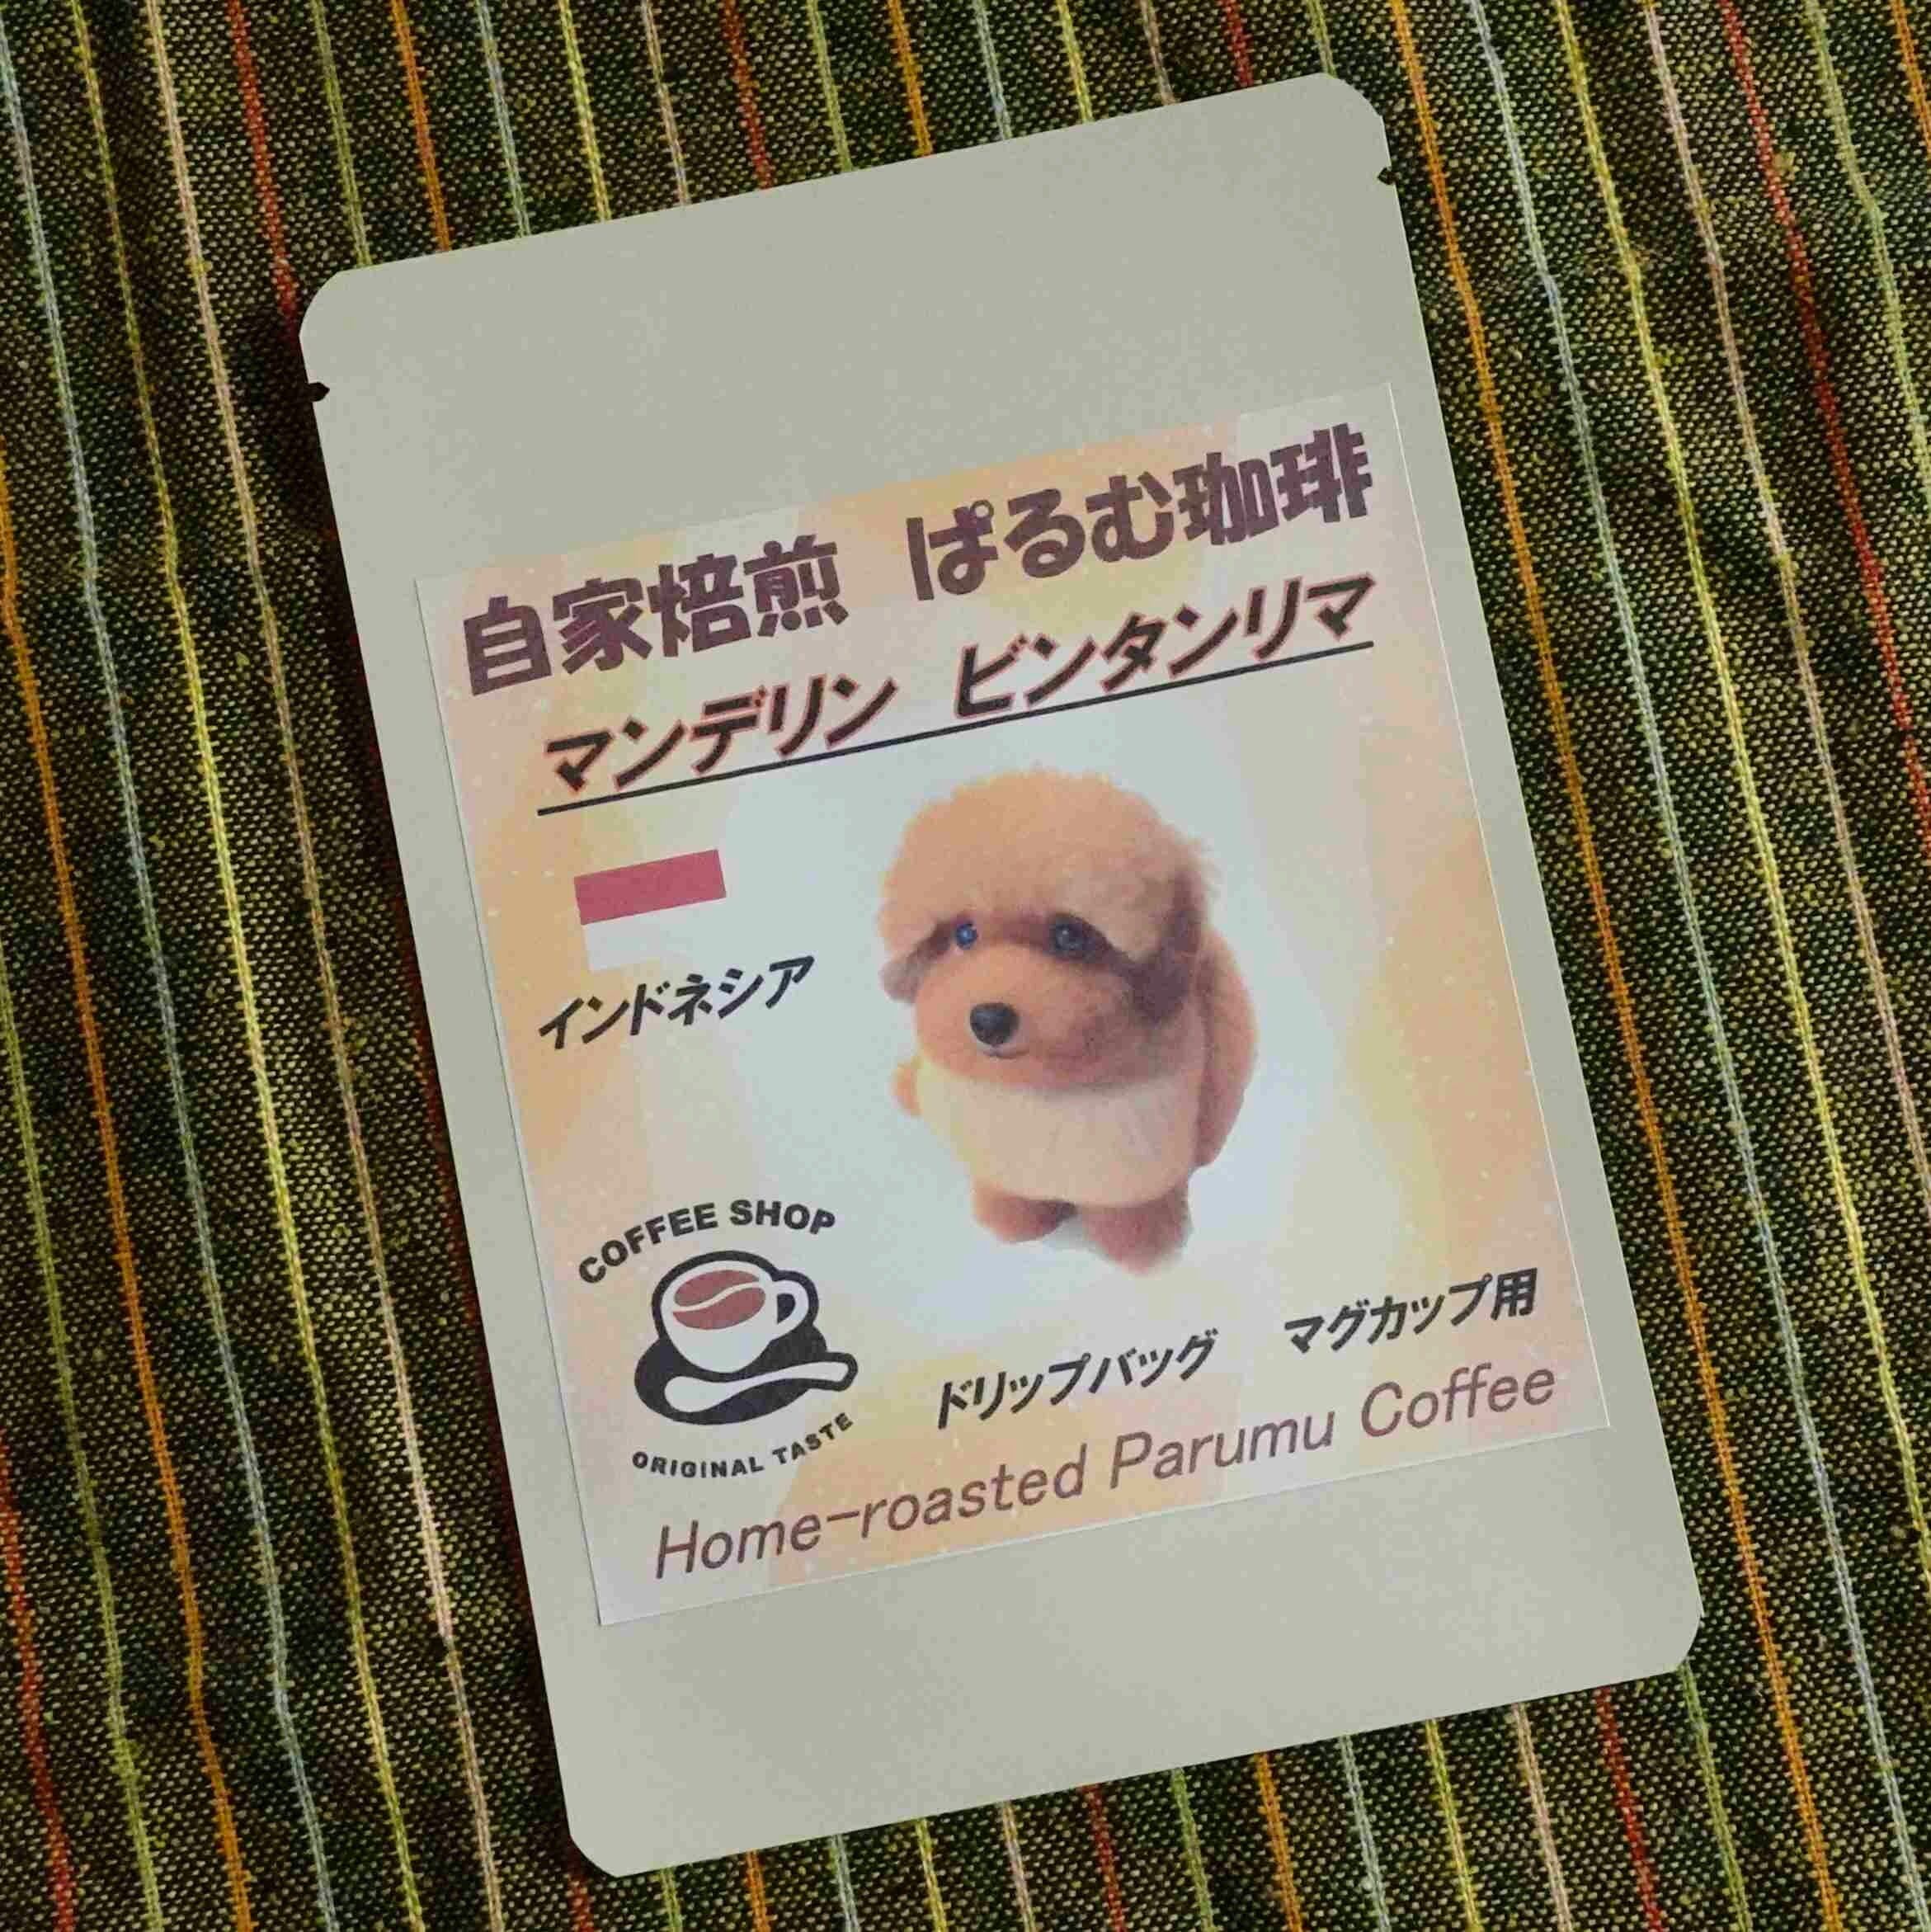 自家焙煎 ぱるむ珈琲
マンデリン ビンタンリマ
インドネシア
COFFEE SHOP
ORIGINAL TASTE
ドリップバッグ マグカップ用
Home-roasted Parumu Coffee